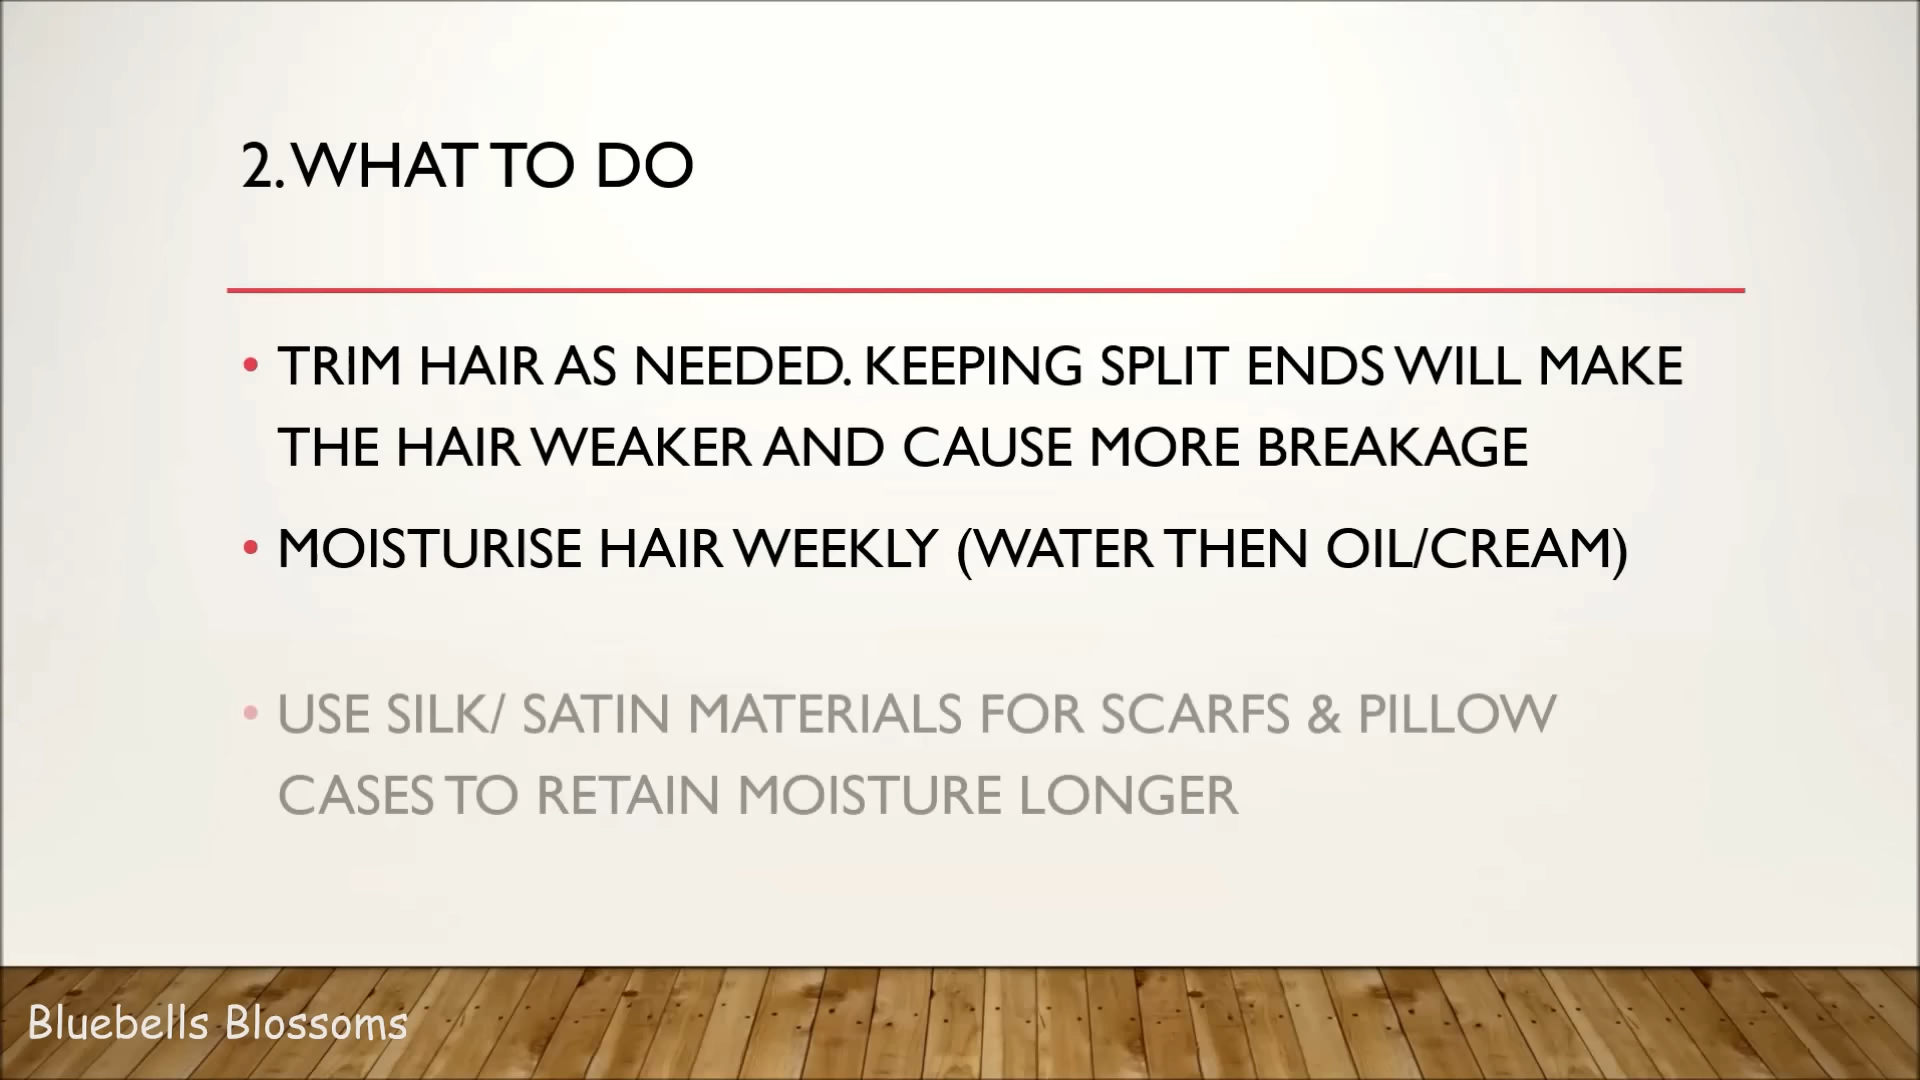 2. WHAT TO DO
• TRIM HAIR AS NEEDED. KEEPING SPLIT ENDS WILL MAKE
THE HAIR WEAKER AND CAUSE MORE BREAKAGE
• MOISTURISE HAIR WEEKLY (WATER THEN OIL/CREAM)
• USE SILK/ SATIN MATERIALS FOR SCARFS & PILLOW
CASES TO RETAIN MOISTURE LONGER
Bluebells Blossoms